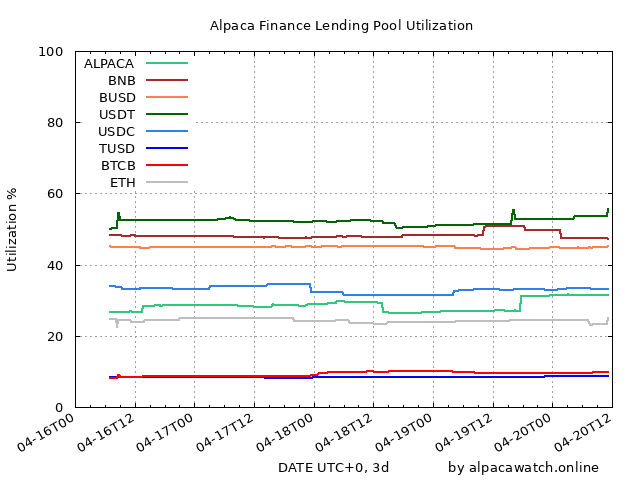 Alpaca Finance Lending Pool Utilization
100
80
60
40
20
0
Utilization %
ALPACA
BNB
BUSD
USDT
USDC
TUSD
BTCB
ETH
04-16T00
04-16T12
04-17T00
04-17T12
04-18T00
04-18T12
04-19T00
04-19T12
04-20T00
04-20T12
DATE UTC+0, 3d
by alpacawatch.online